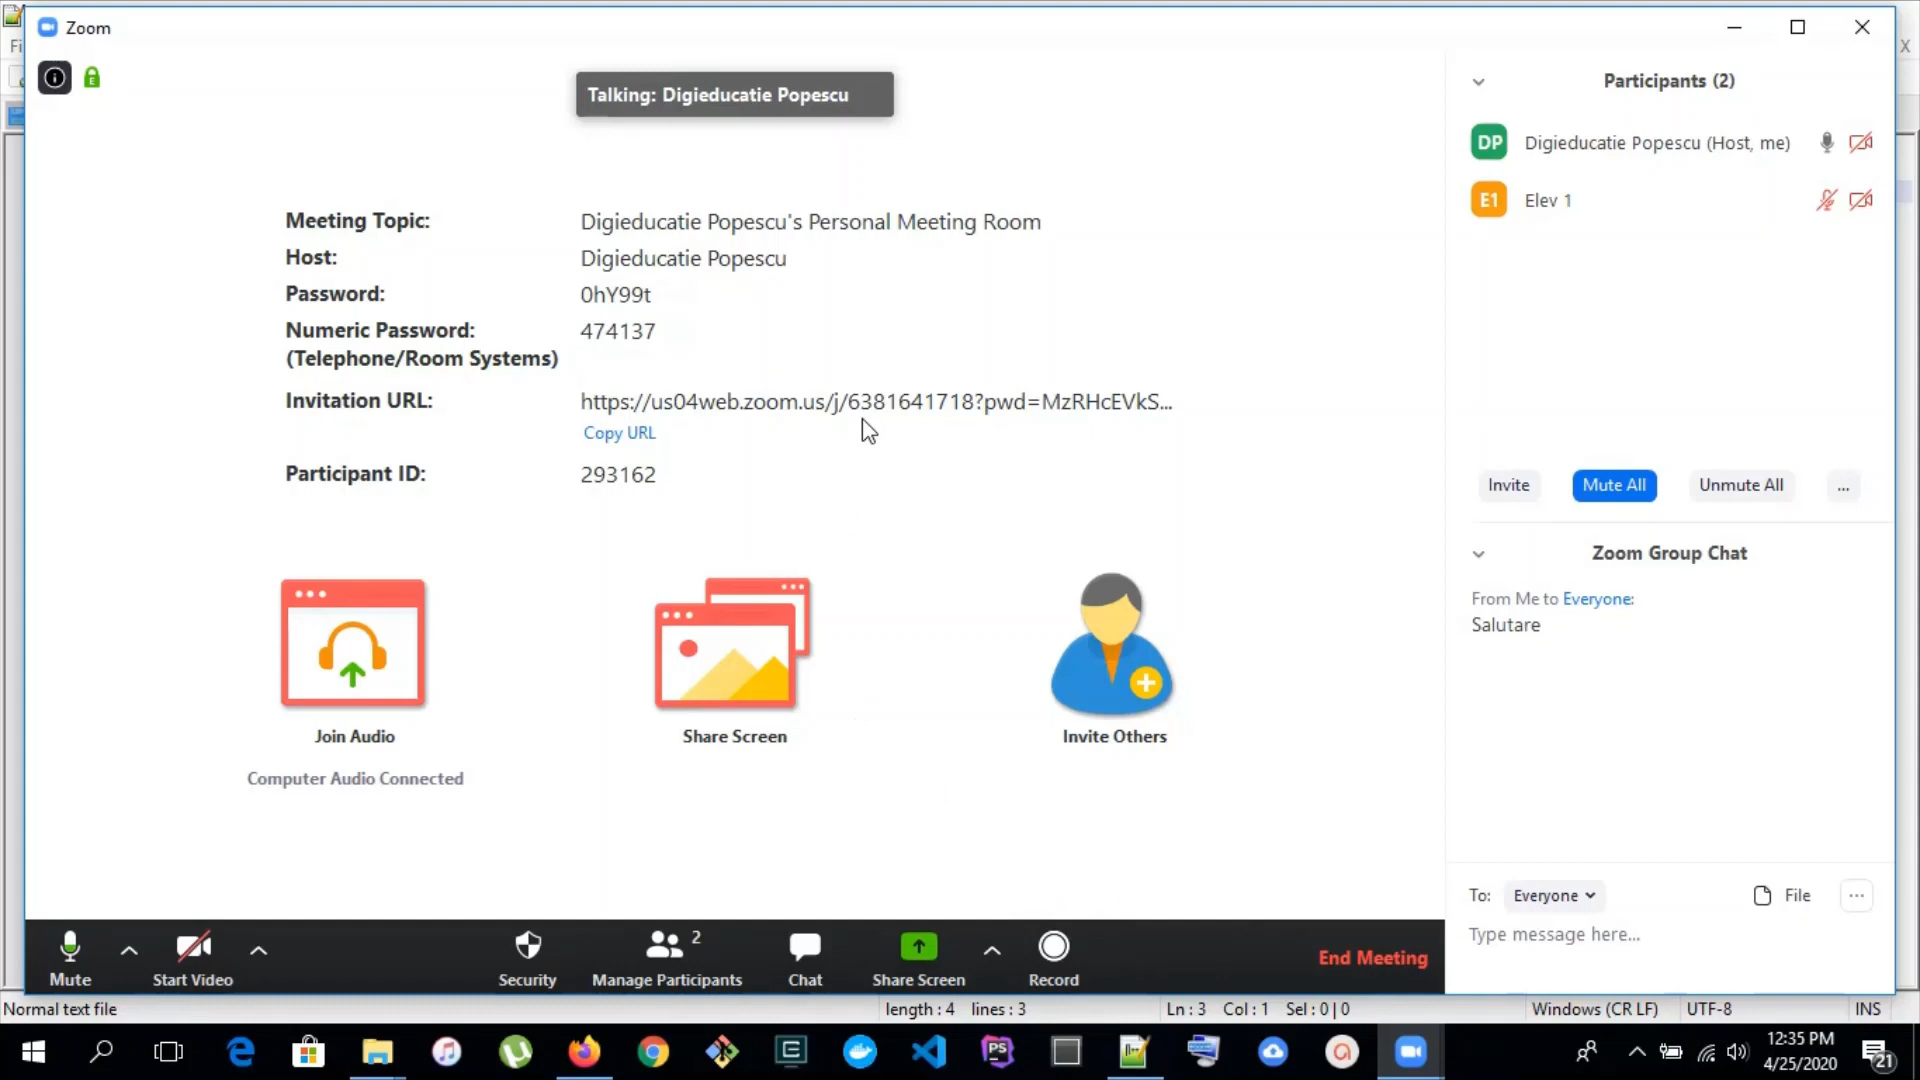 Zoom
Fi
X
Talking: Digieducatie Popescu
Meeting Topic: Digieducatie Popescu's Personal Meeting Room
Host: Digieducatie Popescu
Password: 0hY99t
Numeric Password: 474137
(Telephone/Room Systems)
Invitation URL: https://us04web.zoom.us/j/6381641718?pwd=MzRHcEVkS...
Copy URL
Participant ID: 293162
Join Audio
Computer Audio Connected
Share Screen
Invite Others
Participants (2)
DP Digieducatie Popescu (Host, me)
E1 Elev 1
Invite Mute All Unmute All ...
Zoom Group Chat
From Me to Everyone:
Salutare
To: Everyone File ...
Type message here...
Mute Start Video Security Manage Participants 2 Chat Share Screen Record End Meeting
Normal text file length : 4 lines : 3 Ln : 3 Col : 1 Sel : 0 | 0 Windows (CR LF) UTF-8 INS
PS
12:35 PM
4/25/2020
21